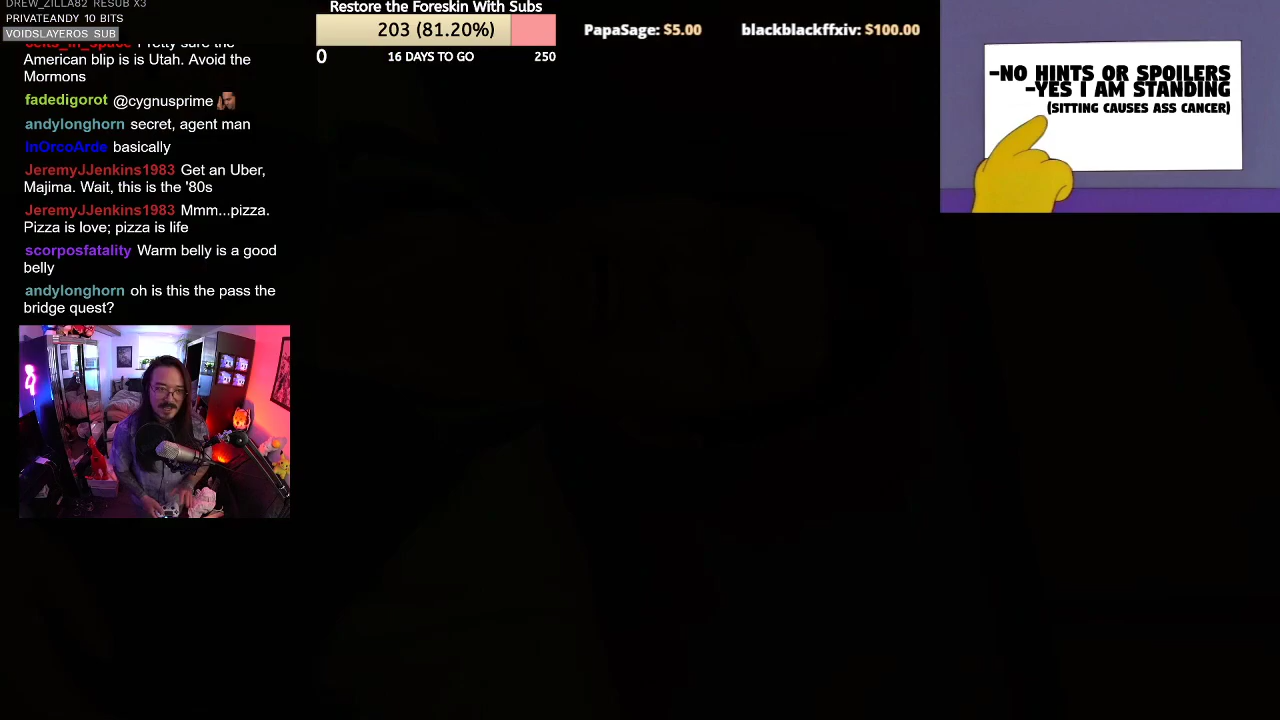 DREW_ZILLA82 RESUB X3
PRIVATEANDY 10 BITS
VOIDSLAYEROS SUB
Pretty sure the
American blip is is Utah. Avoid the
Mormons
fadedigorot @cygnusprime
andylonghorn secret, agent man
InOrcoArde basically
JeremyJJenkins1983 Get an Uber,
Majima. Wait, this is the '80s
JeremyJJenkins1983 Mmm...pizza.
Pizza is love; pizza is life
scorposfatality Warm belly is a good
belly
andylonghorn oh is this the pass the
bridge quest?
Restore the Foreskin With Subs
203 (81.20%)
0 16 DAYS TO GO 250
PapaSage: $5.00 blackblackffxiv: $100.00
-NO HINTS OR SPOILERS
-YES I AM STANDING
(SITTING CAUSES ASS CANCER)